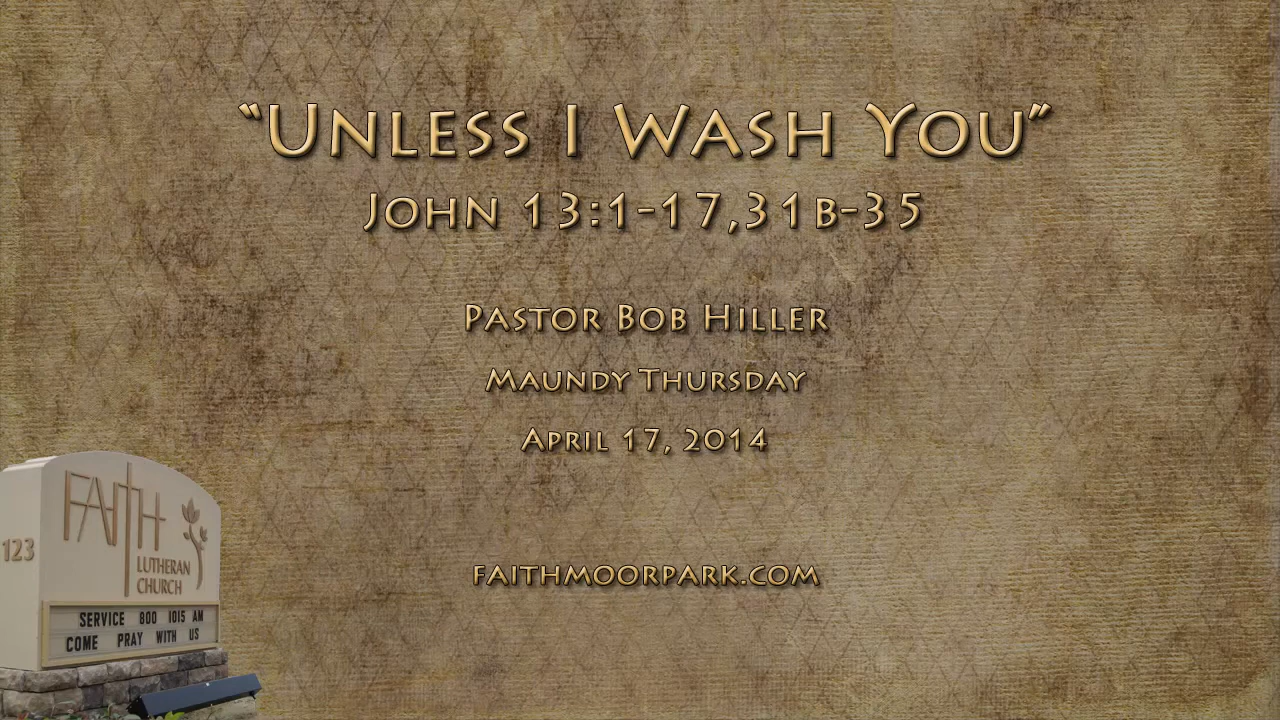 “Unless I Wash You”
John 13:1-17,31b-35
Pastor Bob Hiller
Maundy Thursday
April 17, 2014
faithmoorpark.com
FAITH
LUTHERAN
CHURCH
123
SERVICE 800 1015 AM
COME PRAY WITH US